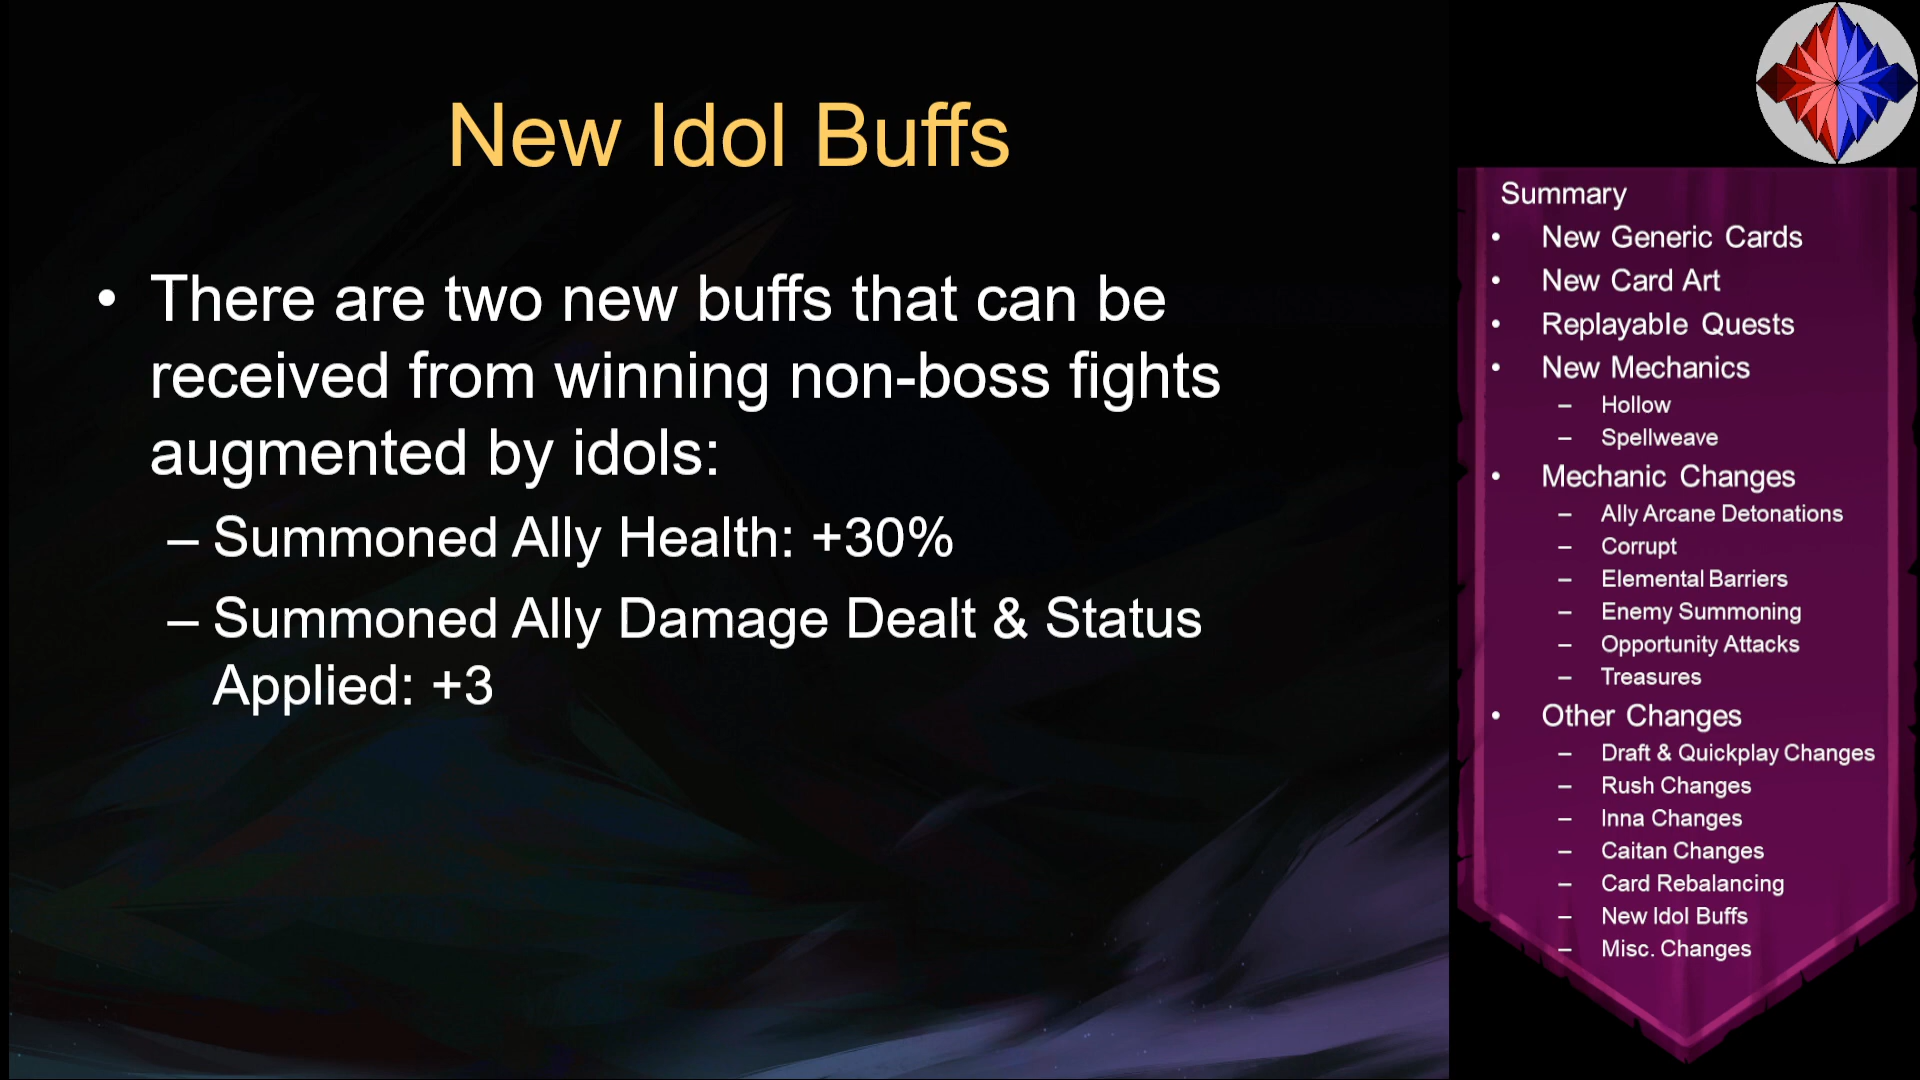 New Idol Buffs
• There are two new buffs that can be
received from winning non-boss fights
augmented by idols:
– Summoned Ally Health: +30%
– Summoned Ally Damage Dealt & Status
Applied: +3
Summary
• New Generic Cards
• New Card Art
• Replayable Quests
• New Mechanics
– Hollow
– Spellweave
• Mechanic Changes
– Ally Arcane Detonations
– Corrupt
– Elemental Barriers
– Enemy Summoning
– Opportunity Attacks
– Treasures
• Other Changes
– Draft & Quickplay Changes
– Rush Changes
– Inna Changes
– Caitan Changes
– Card Rebalancing
– New Idol Buffs
– Misc. Changes